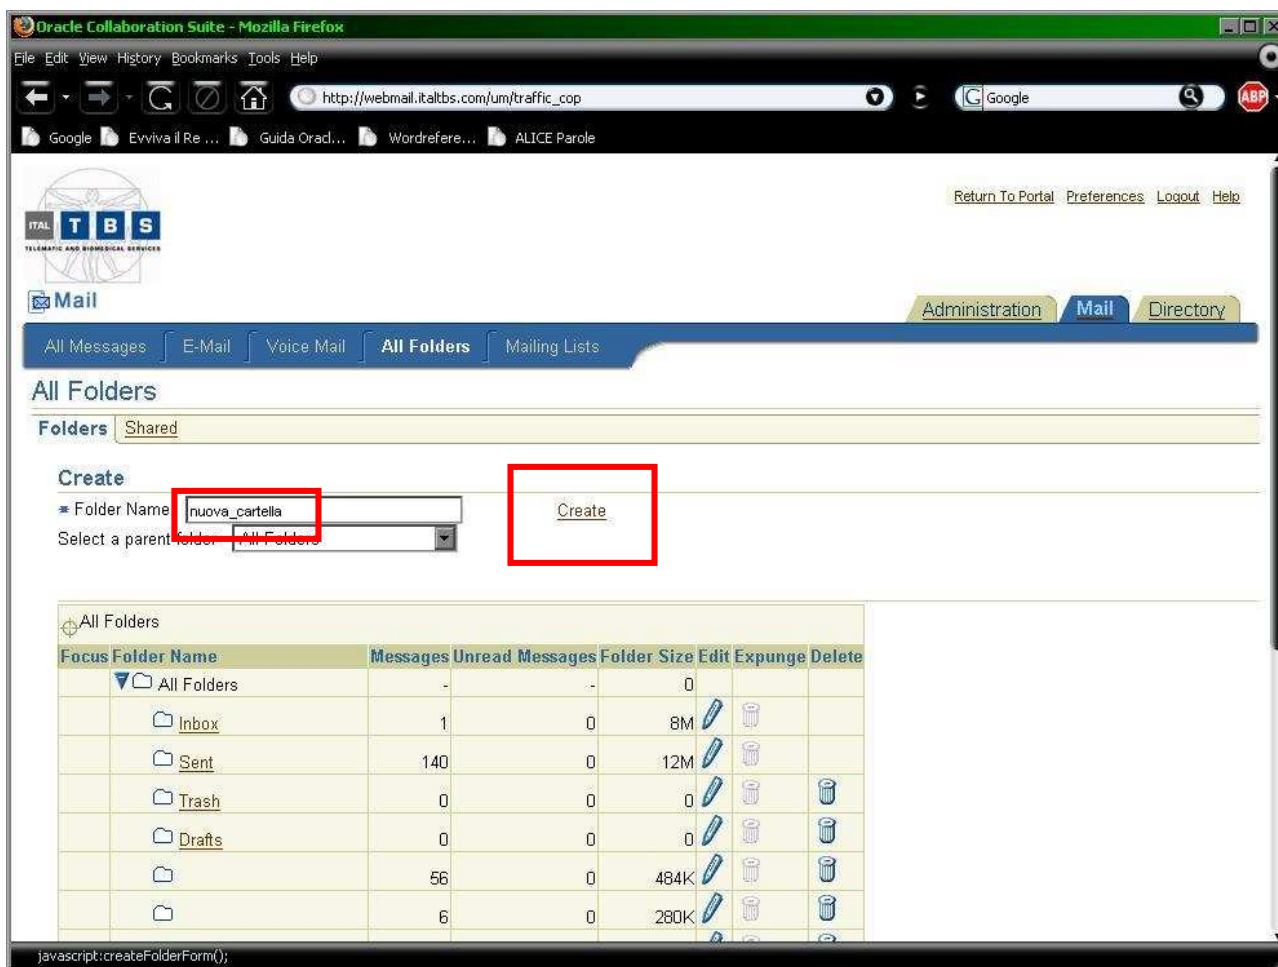 Oracle Collaboration Suite - Mozilla Firefox
File Edit View History Bookmarks Tools Help
http://webmail.italtbs.com/um/traffic_cop
Google
ABP
Google Evviva il Re ... Guida Oracl... Wordrefere... ALICE Parole
Return To Portal Preferences Logout Help
ITAL T B S
TELEMATIC AND BIOMEDICAL SERVICES
Mail
Administration Mail Directory
All Messages E-Mail Voice Mail All Folders Mailing Lists
All Folders
Folders Shared
Create
Folder Name nuova_cartella Create
Select a parent folder All Folders
All Folders
Focus Folder Name Messages Unread Messages Folder Size Edit Expunge Delete
All Folders - - 0
Inbox 1 0 8M
Sent 140 0 12M
Trash 0 0 0
Drafts 0 0 0
56 0 484K
6 0 280K
javascript:createFolderForm();